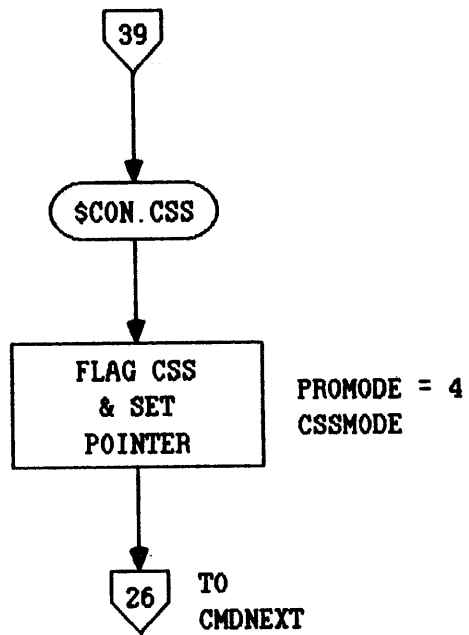 39
$CON.CSS
FLAG CSS
& SET
POINTER
PROMODE = 4
CSSMODE
26
TO
CMDNEXT